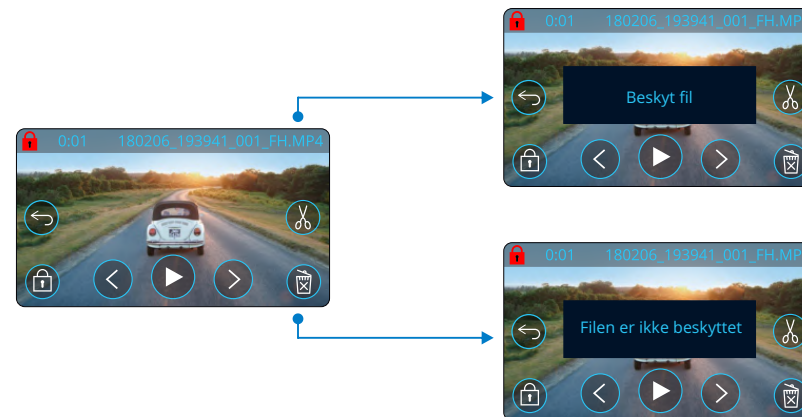 0:01 180206_193941_001_FH.MP4
0:01 180206_193941_001_FH.MP
Beskyt fil
0:01 180206_193941_001_FH.MP
Filen er ikke beskyttet